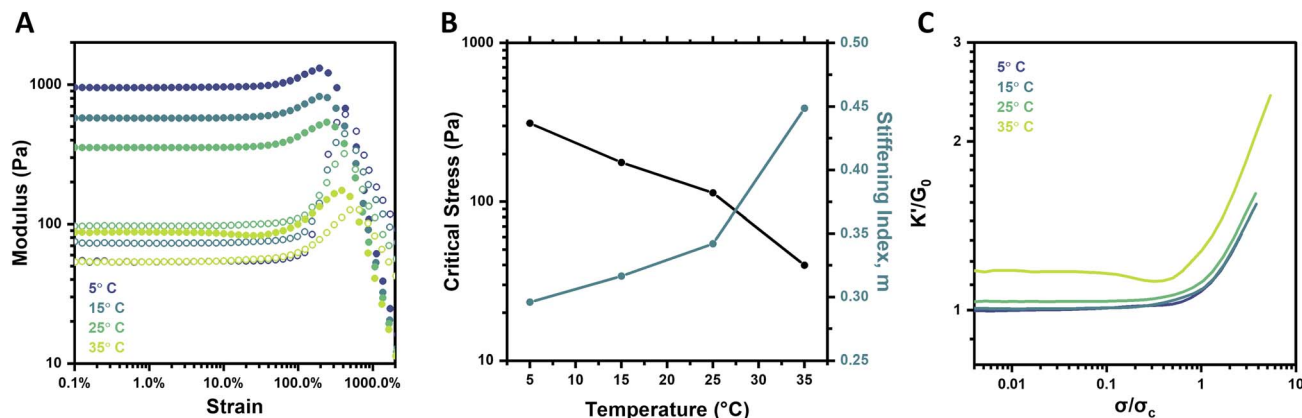 A
Modulus (Pa)
1000
100
10
5° C
15° C
25° C
35° C
0.1%
1.0%
10.0%
100.0%
1000.0%
Strain
B
Critical Stress (Pa)
1000
100
10
0.50
0.45
0.40
0.35
0.30
0.25
Stiffening Index, m
5
10
15
20
25
30
35
Temperature (°C)
C
K'/G0
3
2
1
5° C
15° C
25° C
35° C
0.01
0.1
1
10
σ/σc